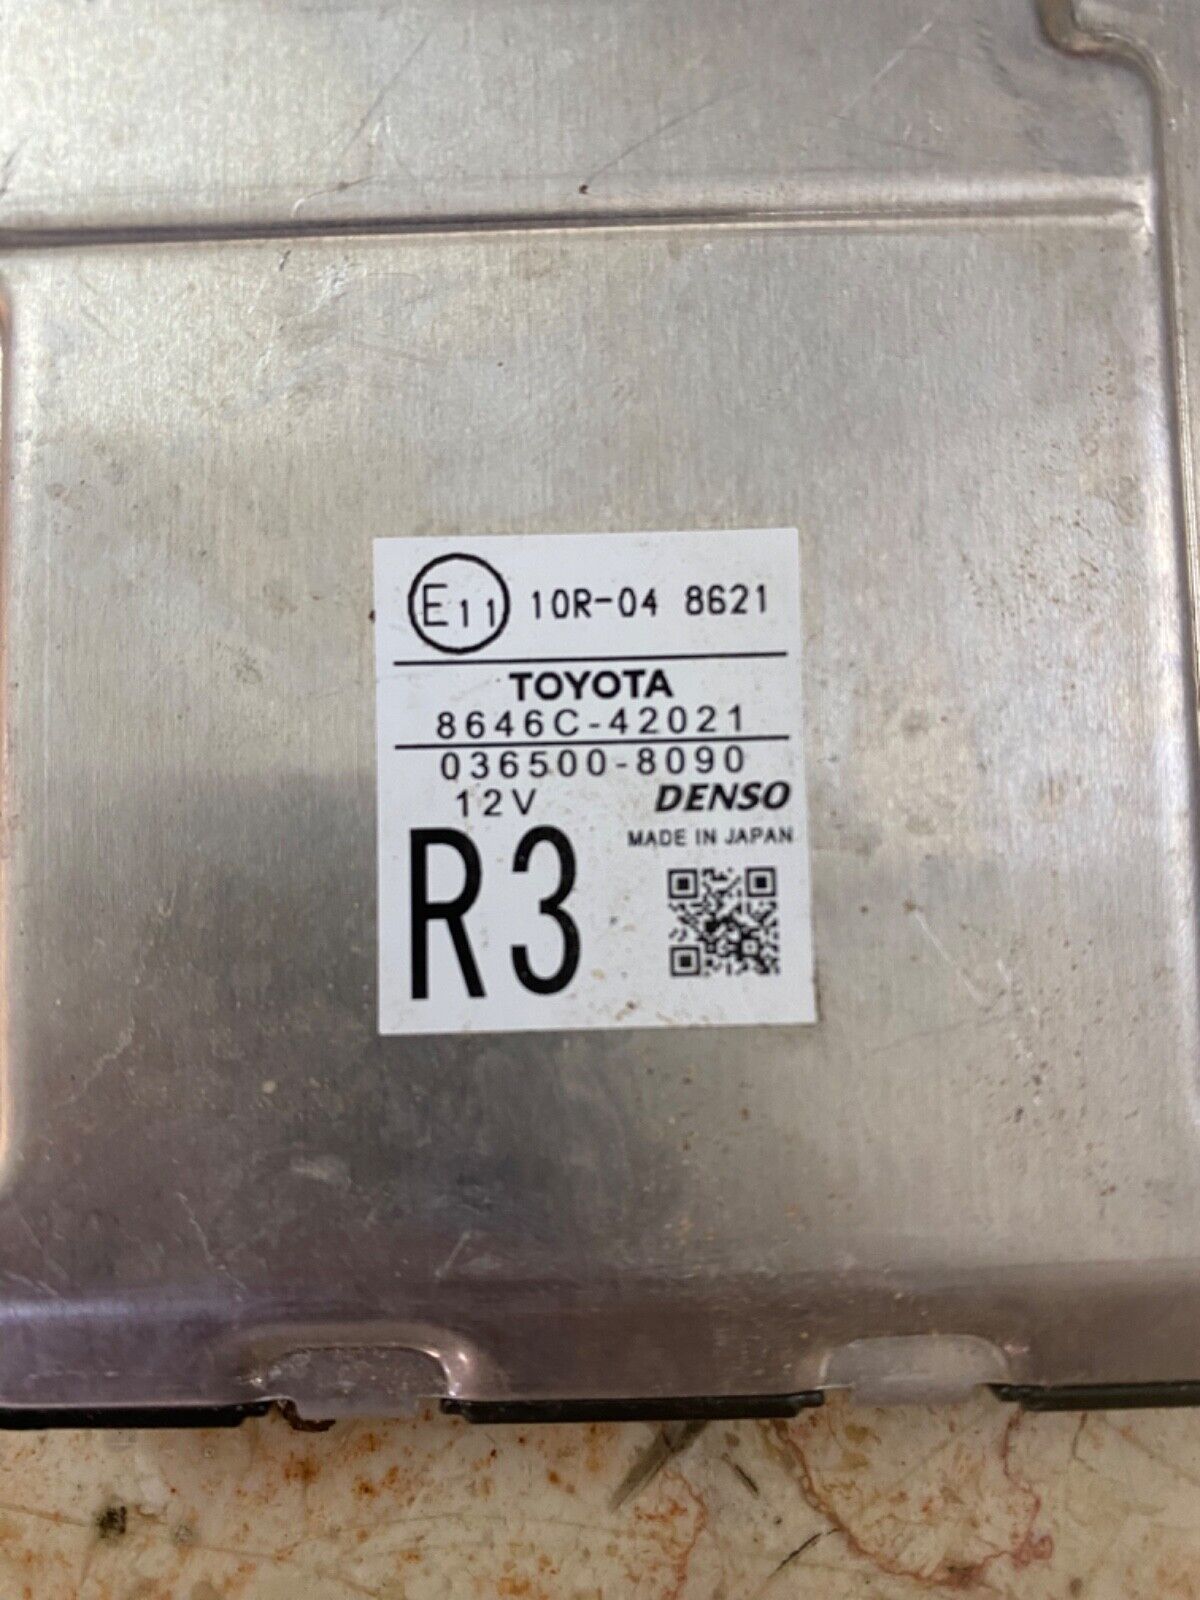 E11 10R-04 8621
TOYOTA
8646C-42021
036500-8090
12V DENSO
MADE IN JAPAN
R3